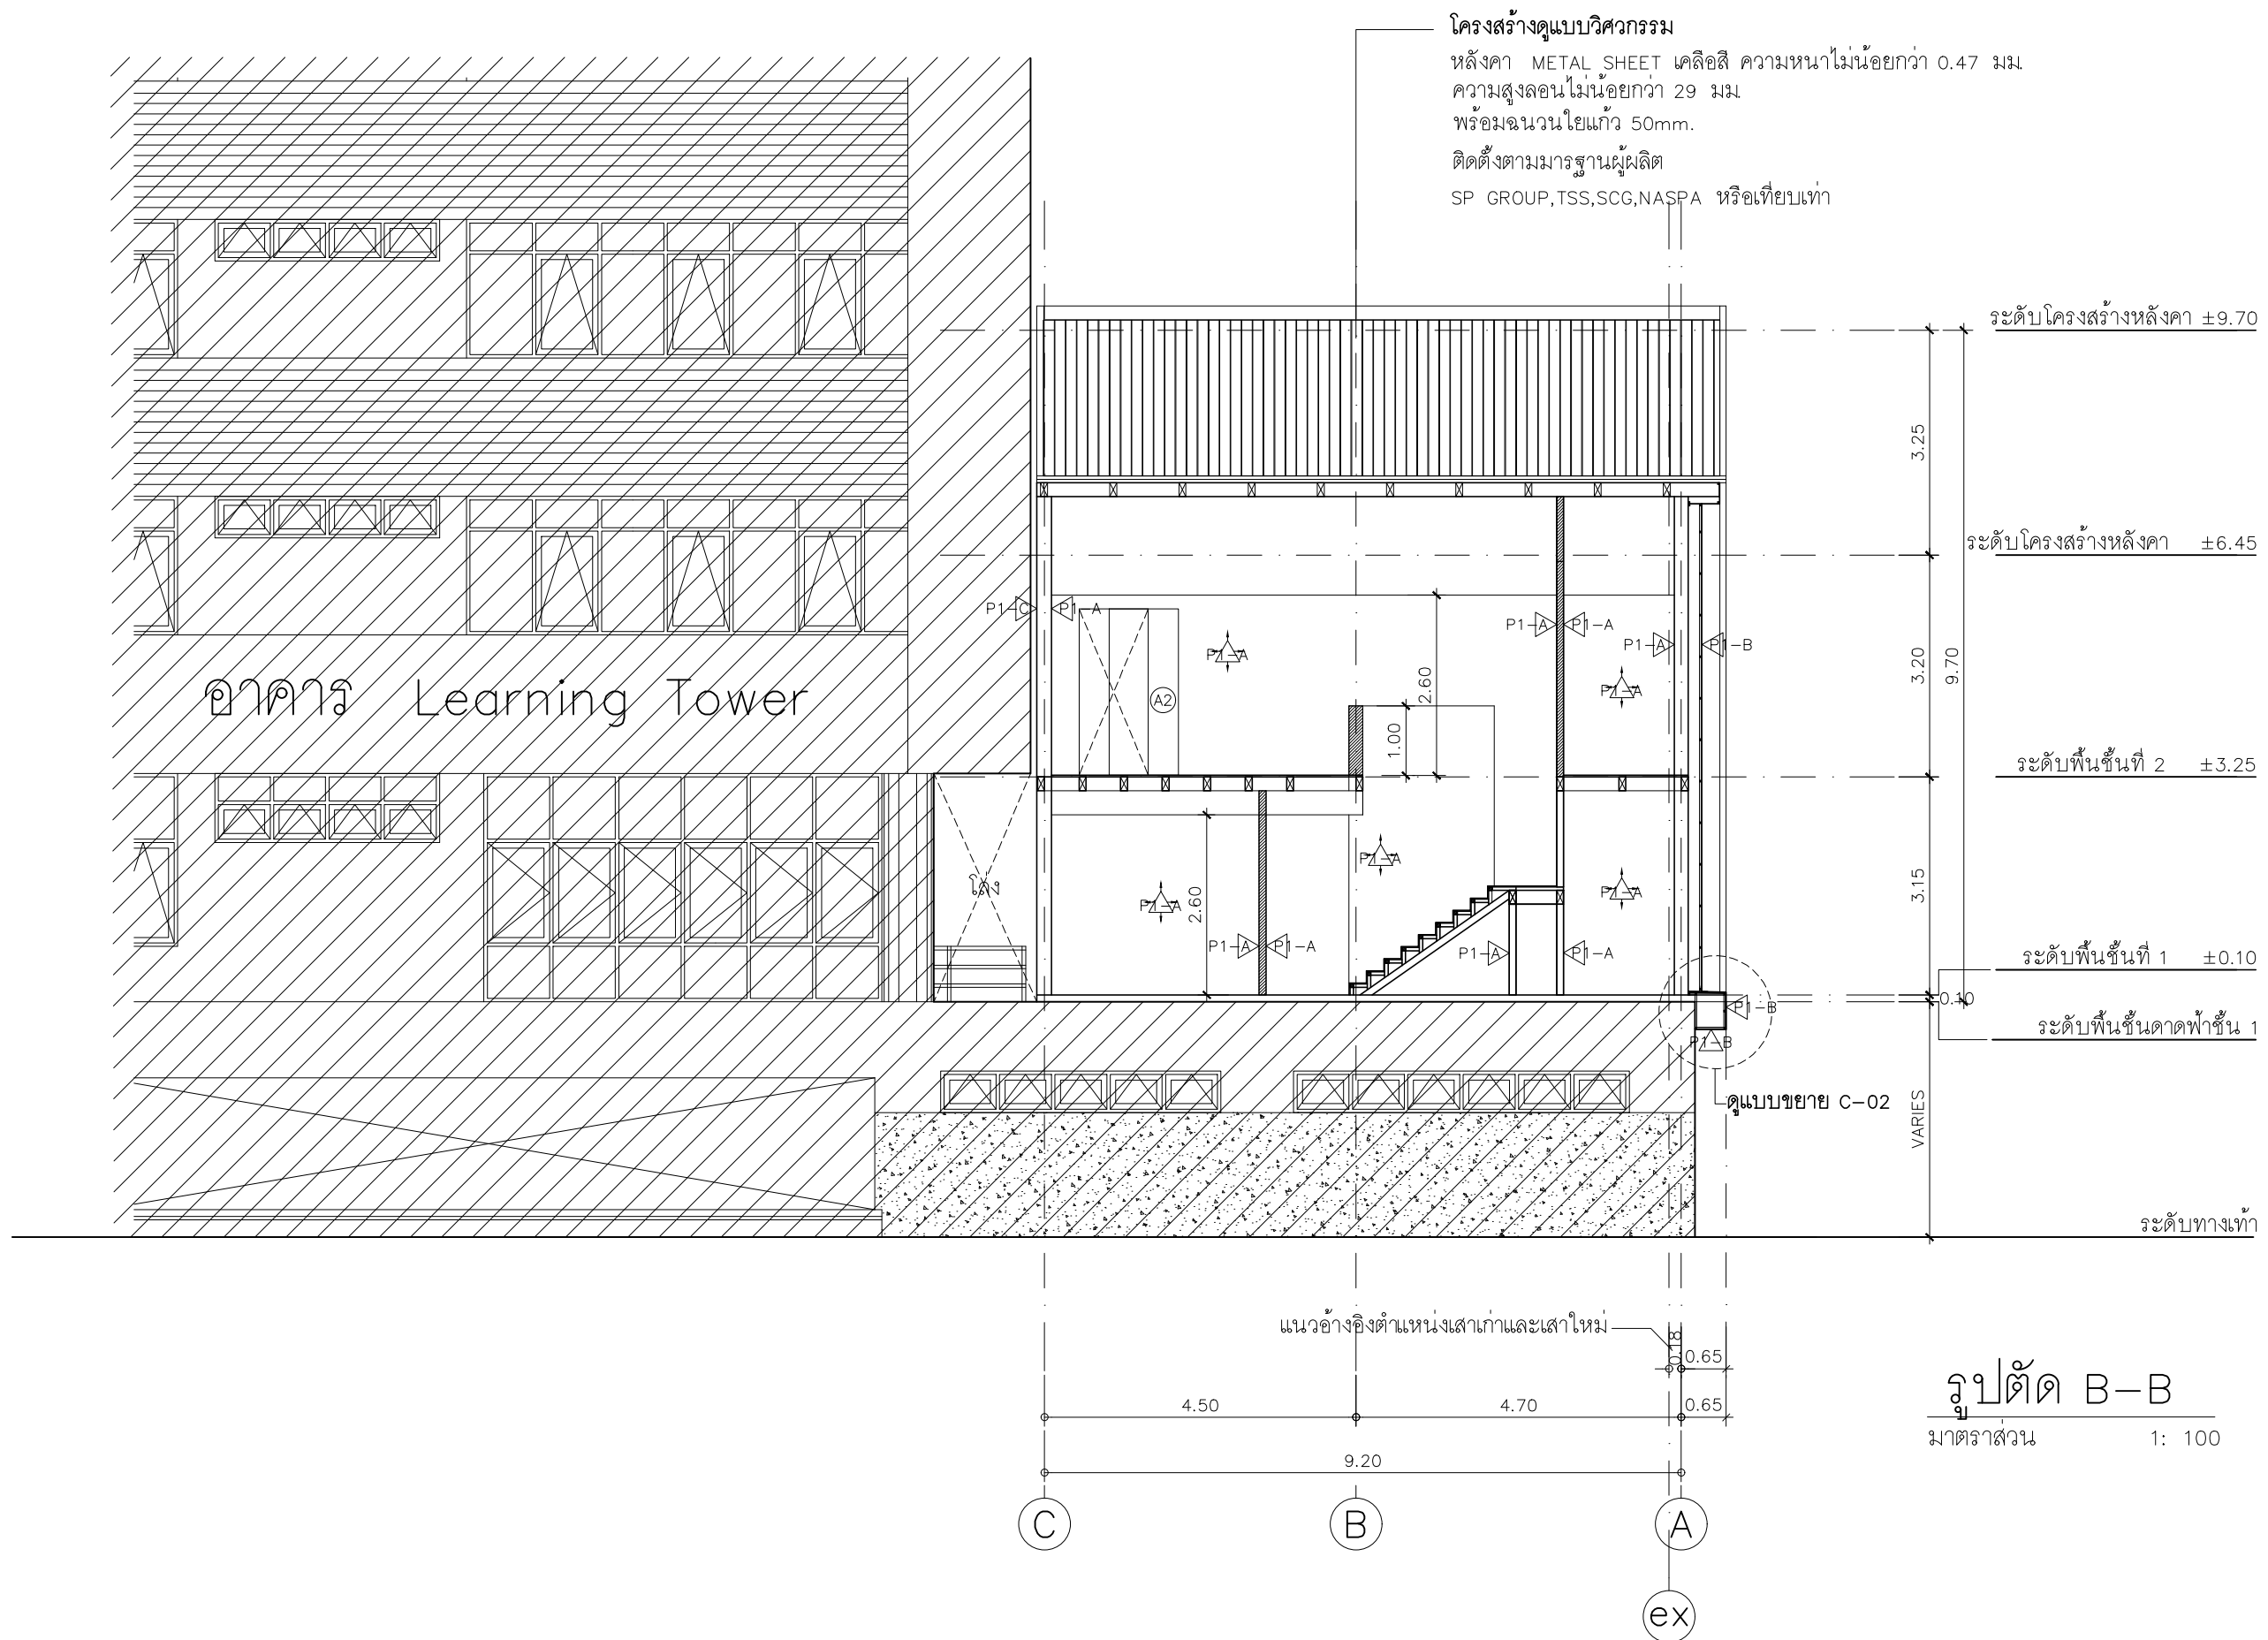 โครงสร้างดูแบบวิศวกรรม
หลังคา METAL SHEET เคลือสี ความหนาไม่น้อยกว่า 0.47 มม.
ความสูงลอนไม่น้อยกว่า 29 มม.
พร้อมฉนวนใยแก้ว 50mm.
ติดตั้งตามมารฐานผู้ผลิต
SP GROUP,TSS,SCG,NASPA หรือเที่ยบเท่า
ระดับโครงสร้างหลังคา ±9.70
3.25
ระดับโครงสร้างหลังคา ±6.45
P1-C P1-A
P1-A P1-A
P1-A P1-B
P1-A
3.20
9.70
2.60
P1-A
อาคาร Learning Tower
A2
1.00
ระดับพื้นชั้นที่ 2 ±3.25
P1-A
โล่ง
P1-A
2.60
P1-A
3.15
P1-A P1-A
P1-A P1-A
ระดับพื้นชั้นที่ 1 ±0.10
0.10
P1-B
ระดับพื้นชั้นดาดฟ้าชั้น 1
P1-B
ดูแบบขยาย C-02
VARIES
ระดับทางเท้า
แนวอ้างอิงตำแหน่งเสาเก่าและเสาใหม่
0.18
0.65
4.50
4.70
0.65
9.20
รูปตัด B-B
มาตราส่วน 1: 100
C
B
A
ex